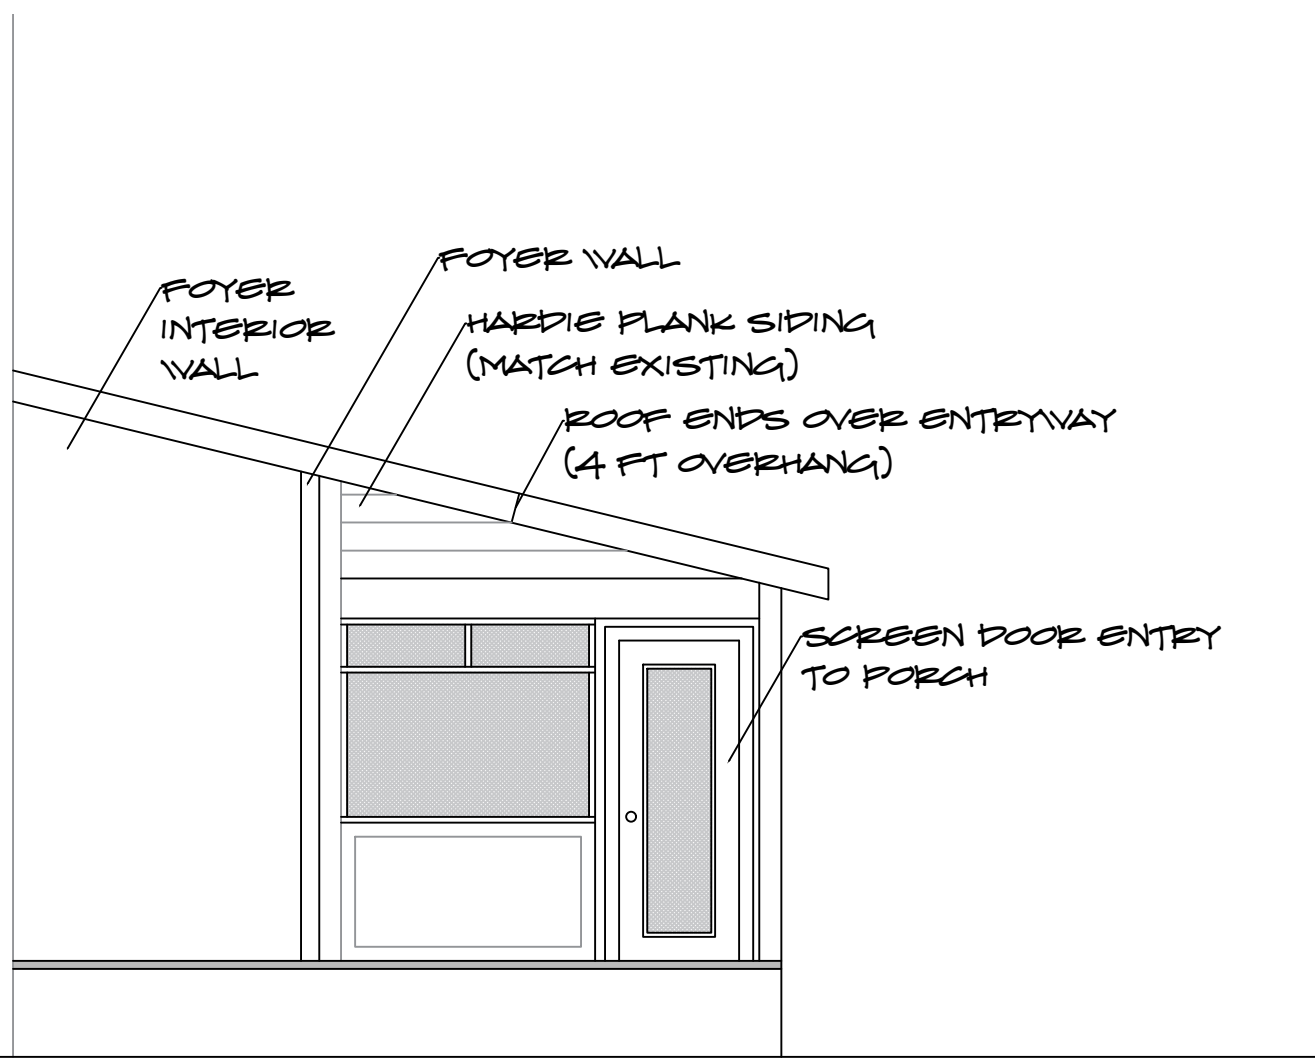 FOYER WALL
FOYER
INTERIOR
WALL
HARDIE PLANK SIDING
(MATCH EXISTING)
ROOF ENDS OVER ENTRYWAY
(4 FT OVERHANG)
SCREEN DOOR ENTRY
TO PORCH